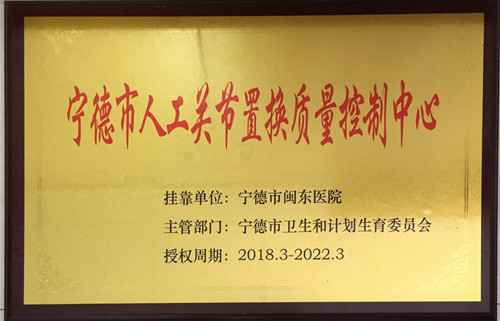 宁德市人工关节置换质量控制中心
挂靠单位：宁德市闽东医院
主管部门：宁德市卫生和计划生育委员会
授权周期：2018.3-2022.3